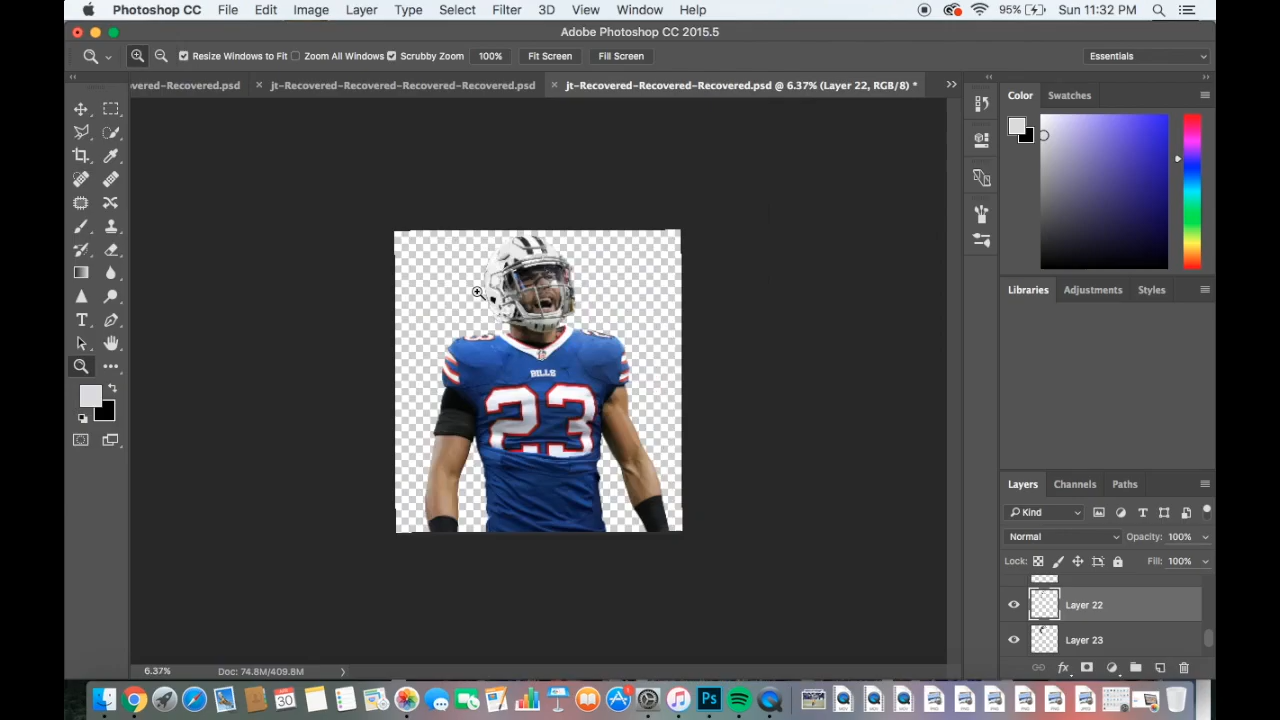 Photoshop CC File Edit Image Layer Type Select Filter 3D View Window Help 95% Sun 11:32 PM
Adobe Photoshop CC 2015.5
Resize Windows to Fit Zoom All Windows Scrubby Zoom 100% Fit Screen Fill Screen Essentials
vered-Recovered.psd jt-Recovered-Recovered-Recovered.psd jt-Recovered-Recovered-Recovered.psd @ 6.37% (Layer 22, RGB/8) *
Color Swatches
BILLS
23
Libraries Adjustments Styles
Layers Channels Paths
Kind
Normal Opacity: 100%
Lock: Fill: 100%
Layer 22
Layer 23
6.37% Doc: 74.8M/409.8M
30
Ps